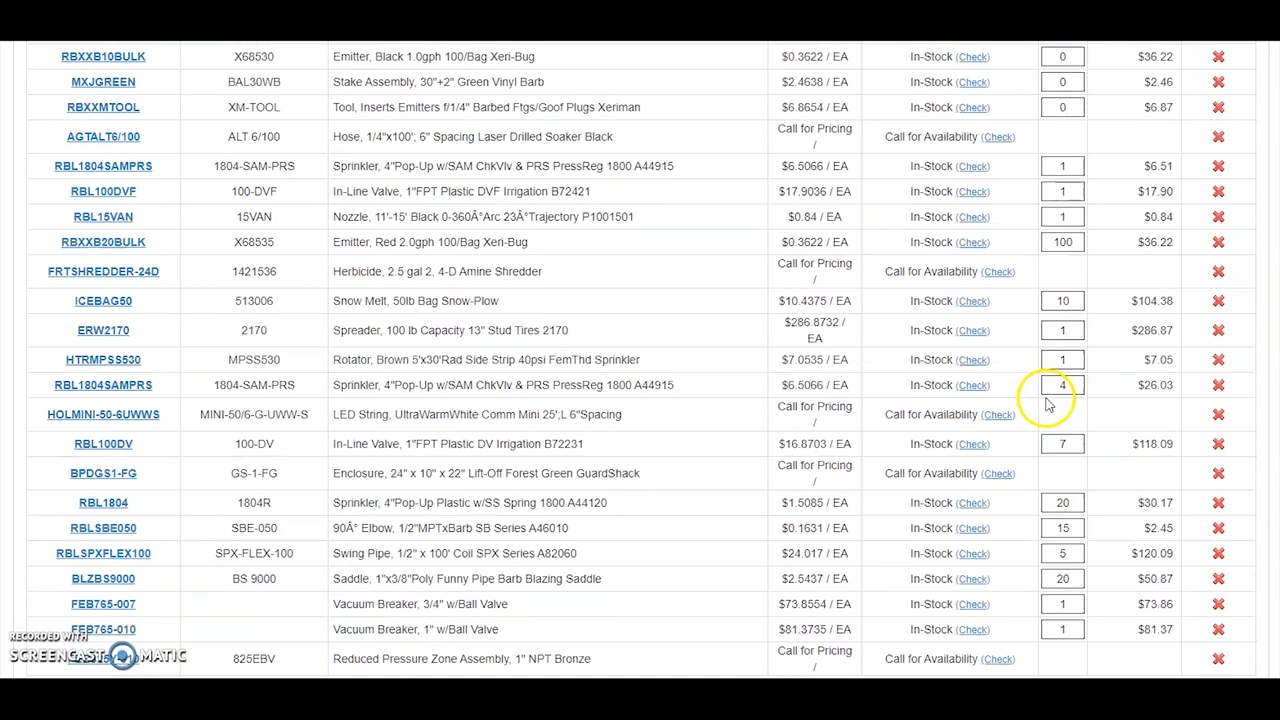 RBXXB10BULK X68530 Emitter, Black 1.0gph 100/Bag Xeri-Bug $0.3622 / EA In-Stock (Check) 0 $36.22
MXJGREEN BAL30WB Stake Assembly, 30"+2" Green Vinyl Barb $2.4638 / EA In-Stock (Check) 0 $2.46
RBXXMTOOL XM-TOOL Tool, Inserts Emitters f/1/4" Barbed Ftgs/Goof Plugs Xeriman $6.8654 / EA In-Stock (Check) 0 $6.87
AGTALT6/100 ALT 6/100 Hose, 1/4"x100'; 6" Spacing Laser Drilled Soaker Black Call for Pricing / Call for Availability (Check)
RBL1804SAMPRS 1804-SAM-PRS Sprinkler, 4"Pop-Up w/SAM ChkVlv & PRS PressReg 1800 A44915 $6.5066 / EA In-Stock (Check) 1 $6.51
RBL100DVF 100-DVF In-Line Valve, 1"FPT Plastic DVF Irrigation B72421 $17.9036 / EA In-Stock (Check) 1 $17.90
RBL15VAN 15VAN Nozzle, 11'-15' Black 0-360Â°Arc 23Â°Trajectory P1001501 $0.84 / EA In-Stock (Check) 1 $0.84
RBXXB20BULK X68535 Emitter, Red 2.0gph 100/Bag Xeri-Bug $0.3622 / EA In-Stock (Check) 100 $36.22
FRTSHREDDER-24D 1421536 Herbicide, 2.5 gal 2, 4-D Amine Shredder Call for Pricing / Call for Availability (Check)
ICEBAG50 513006 Snow Melt, 50lb Bag Snow-Plow $10.4375 / EA In-Stock (Check) 10 $104.38
ERW2170 2170 Spreader, 100 lb Capacity 13" Stud Tires 2170 $286.8732 / EA In-Stock (Check) 1 $286.87
HTRMPSS530 MPSS530 Rotator, Brown 5'x30'Rad Side Strip 40psi FemThd Sprinkler $7.0535 / EA In-Stock (Check) 1 $7.05
RBL1804SAMPRS 1804-SAM-PRS Sprinkler, 4"Pop-Up w/SAM ChkVlv & PRS PressReg 1800 A44915 $6.5066 / EA In-Stock (Check) 4 $26.03
HOLMINI-50-6UWWS MINI-50/6-G-UWW-S LED String, UltraWarmWhite Comm Mini 25';L 6"Spacing Call for Pricing / Call for Availability (Check)
RBL100DV 100-DV In-Line Valve, 1"FPT Plastic DV Irrigation B72231 $16.8703 / EA In-Stock (Check) 7 $118.09
BPDGS1-FG GS-1-FG Enclosure, 24" x 10" x 22" Lift-Off Forest Green GuardShack Call for Pricing / Call for Availability (Check)
RBL1804 1804R Sprinkler, 4"Pop-Up Plastic w/SS Spring 1800 A44120 $1.5085 / EA In-Stock (Check) 20 $30.17
RBLSBE050 SBE-050 90Â° Elbow, 1/2"MPTxBarb SB Series A46010 $0.1631 / EA In-Stock (Check) 15 $2.45
RBLSPXFLEX100 SPX-FLEX-100 Swing Pipe, 1/2" x 100' Coil SPX Series A82060 $24.017 / EA In-Stock (Check) 5 $120.09
BLZBS9000 BS 9000 Saddle, 1"x3/8"Poly Funny Pipe Barb Blazing Saddle $2.5437 / EA In-Stock (Check) 20 $50.87
FEB765-007 Vacuum Breaker, 3/4" w/Ball Valve $73.8554 / EA In-Stock (Check) 1 $73.86
FEB765-010 Vacuum Breaker, 1" w/Ball Valve $81.3735 / EA In-Stock (Check) 1 $81.37
825EBV Reduced Pressure Zone Assembly, 1" NPT Bronze Call for Pricing / Call for Availability (Check)
RECORDED WITH
SCREENCAST MATIC